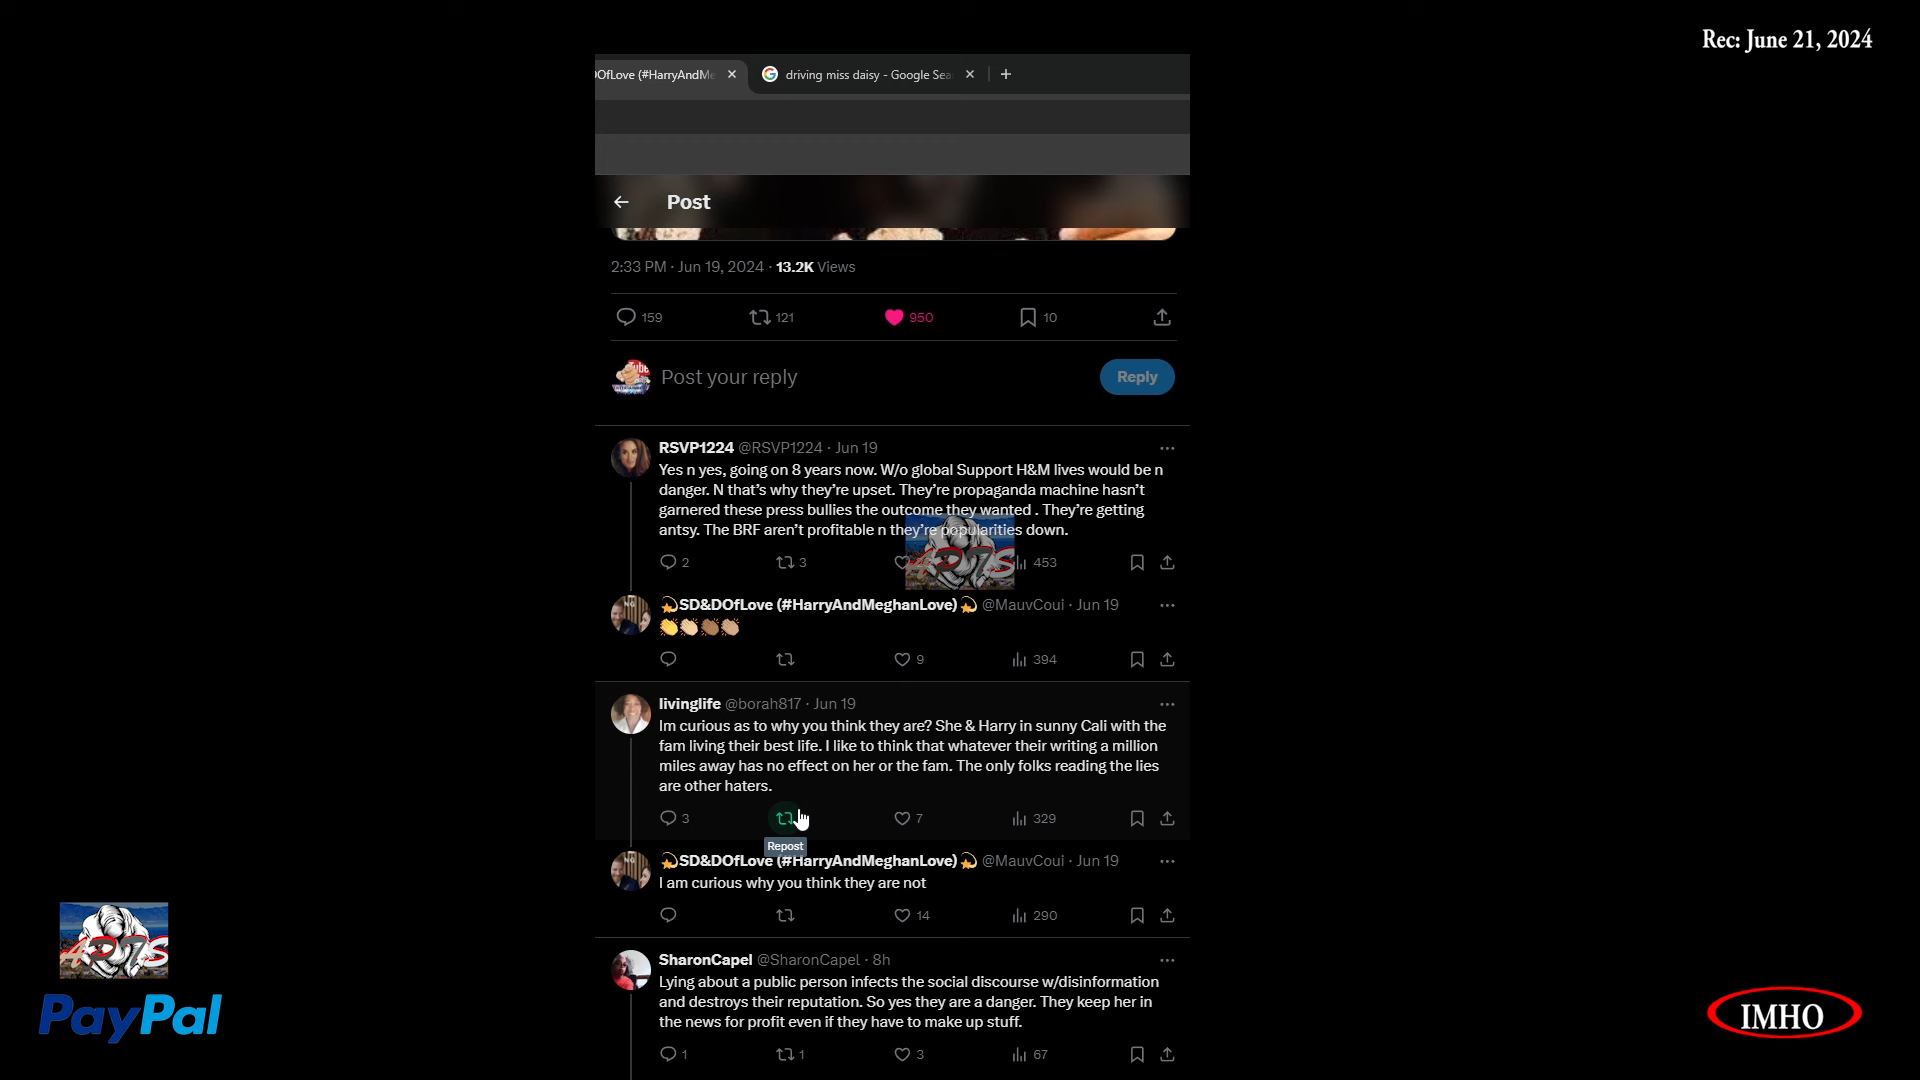 Rec: June 21, 2024
OfLove (#HarryAndMe
driving miss daisy - Google Sea
Post
2:33 PM · Jun 19, 2024 · 13.2K Views
159 121 950 10
Post your reply
Reply
RSVP1224 @RSVP1224 · Jun 19
Yes n yes, going on 8 years now. W/o global Support H&M lives would be n
danger. N that's why they're upset. They're propaganda machine hasn't
garnered these press bullies the outcome they wanted . They're getting
antsy. The BRF aren't profitable n they're popularities down.
2 3 453
💫SD&DOfLove (#HarryAndMeghanLove)💫 @MauvCoui · Jun 19
👏👏🏻👏🏾👏🏽
9 394
livinglife @borah817 · Jun 19
Im curious as to why you think they are? She & Harry in sunny Cali with the
fam living their best life. I like to think that whatever their writing a million
miles away has no effect on her or the fam. The only folks reading the lies
are other haters.
3 7 329
Repost
💫SD&DOfLove (#HarryAndMeghanLove)💫 @MauvCoui · Jun 19
I am curious why you think they are not
14 290
SharonCapel @SharonCapel · 8h
Lying about a public person infects the social discourse w/disinformation
and destroys their reputation. So yes they are a danger. They keep her in
the news for profit even if they have to make up stuff.
1 1 3 67
PayPal
IMHO